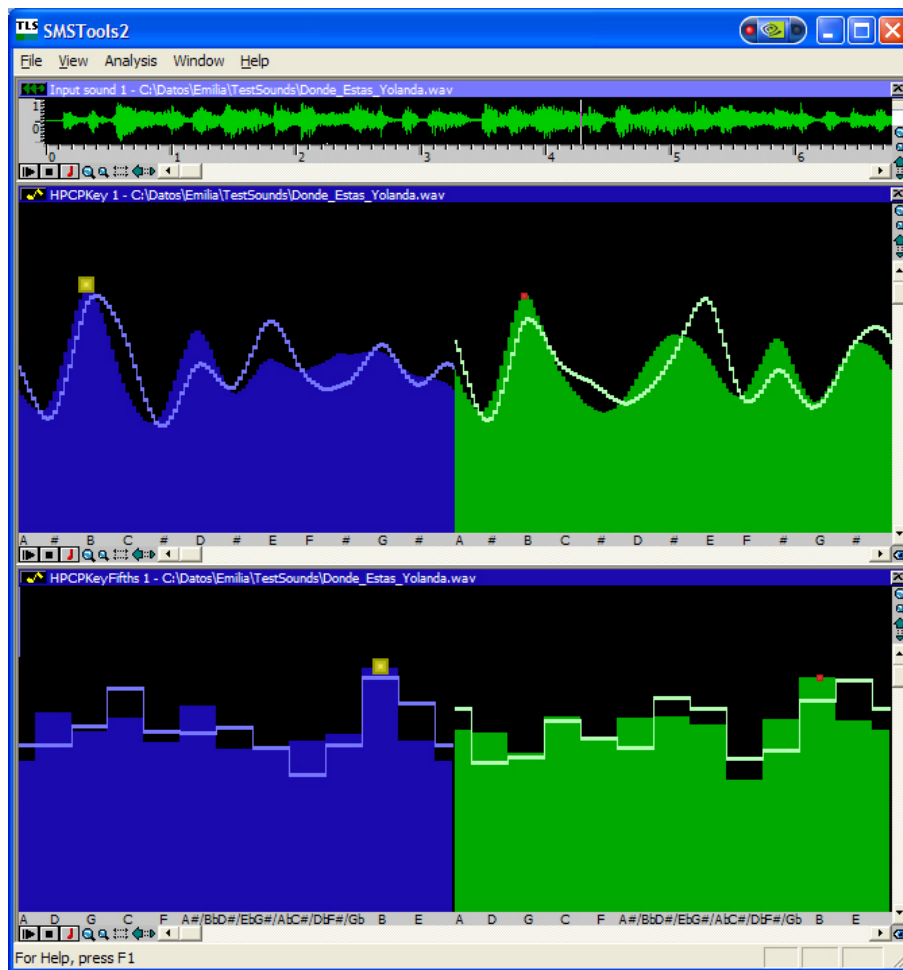 TLS SMSTools2
File View Analysis Window Help
Input sound 1 - C:\Datos\Emilia\TestSounds\Donde_Estas_Yolanda.wav
1
0
0 1 2 3 4 5 6
HPCPKey 1 - C:\Datos\Emilia\TestSounds\Donde_Estas_Yolanda.wav
A # B C # D # E F # G # A # B C # D # E F # G #
HPCPKeyFifths 1 - C:\Datos\Emilia\TestSounds\Donde_Estas_Yolanda.wav
A D G C F A#/Bb D#/Eb G#/Ab C#/Db F#/Gb B E A D G C F A#/Bb D#/Eb G#/Ab C#/Db F#/Gb B E
For Help, press F1